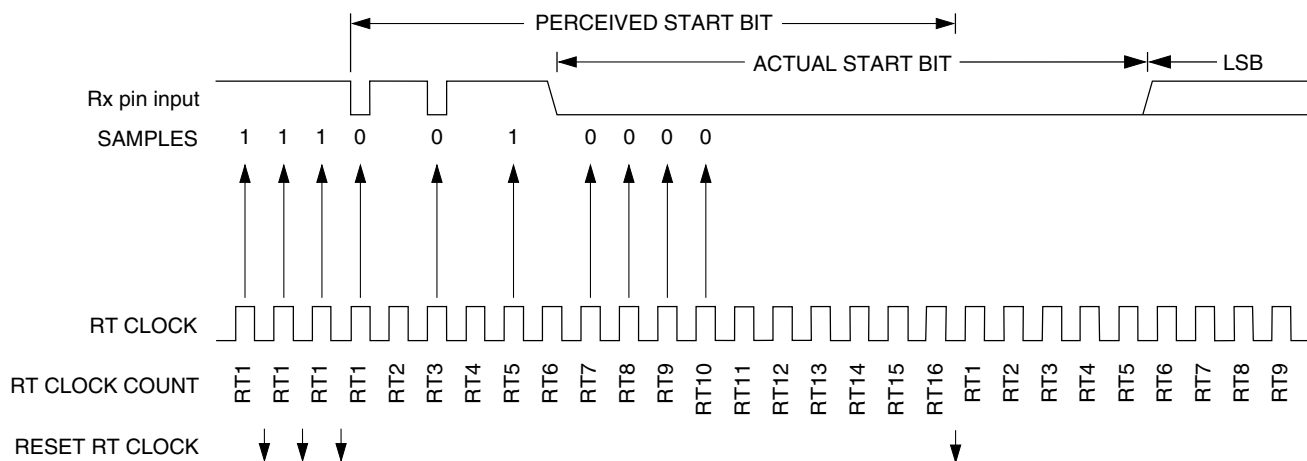 PERCEIVED START BIT
ACTUAL START BIT LSB
Rx pin input
SAMPLES 1 1 1 0 0 1 0 0 0 0
RT CLOCK
RT CLOCK COUNT RT1 RT1 RT1 RT1 RT2 RT3 RT4 RT5 RT6 RT7 RT8 RT9 RT10 RT11 RT12 RT13 RT14 RT15 RT16 RT1 RT2 RT3 RT4 RT5 RT6 RT7 RT8 RT9
RESET RT CLOCK